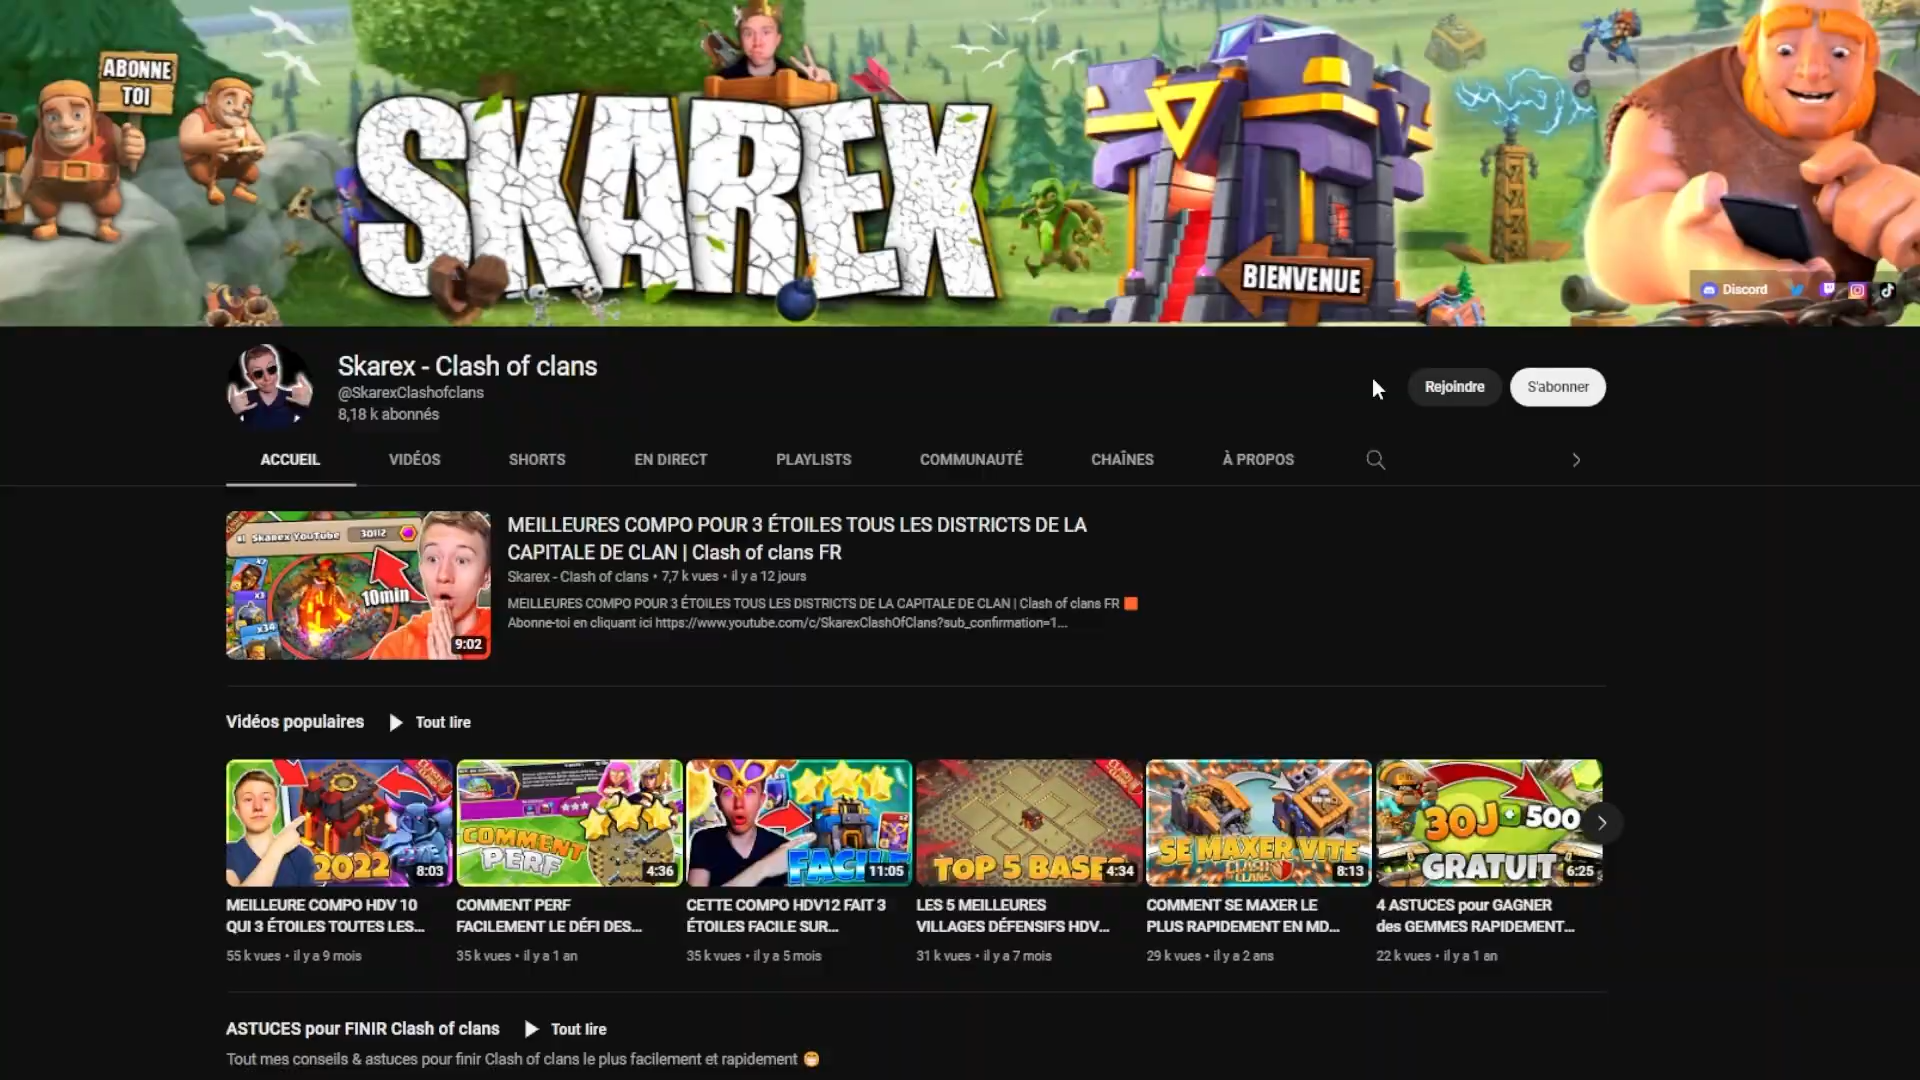 ABONNE
TOI
SKAREX
BIENVENUE
Discord
Skarex - Clash of clans
@SkarexClashofclans
8,18 k abonnés
Rejoindre
S'abonner
ACCUEIL
VIDÉOS
SHORTS
EN DIRECT
PLAYLISTS
COMMUNAUTÉ
CHAÎNES
À PROPOS
Skarex YouTube
30112
10min
x34
9:02
MEILLEURES COMPO POUR 3 ÉTOILES TOUS LES DISTRICTS DE LA
CAPITALE DE CLAN | Clash of clans FR
Skarex - Clash of clans • 7,7 k vues • il y a 12 jours
MEILLEURES COMPO POUR 3 ÉTOILES TOUS LES DISTRICTS DE LA CAPITALE DE CLAN | Clash of clans FR 🟧
Abonne-toi en cliquant ici https://www.youtube.com/c/SkarexClashOfClans?sub_confirmation=1...
Vidéos populaires
Tout lire
2022
8:03
COMMENT
PERF
4:36
FACILE
11:05
TOP 5 BASE
4:34
SE MAXER VITE
CLASH CLANS
8:13
30J + 500
GRATUIT
6:25
MEILLEURE COMPO HDV 10
QUI 3 ÉTOILES TOUTES LES...
55 k vues • il y a 9 mois
COMMENT PERF
FACILEMENT LE DÉFI DES...
35 k vues • il y a 1 an
CETTE COMPO HDV12 FAIT 3
ÉTOILES FACILE SUR...
35 k vues • il y a 5 mois
LES 5 MEILLEURES
VILLAGES DÉFENSIFS HDV...
31 k vues • il y a 7 mois
COMMENT SE MAXER LE
PLUS RAPIDEMENT EN MD...
29 k vues • il y a 2 ans
4 ASTUCES pour GAGNER
des GEMMES RAPIDEMENT...
22 k vues • il y a 1 an
ASTUCES pour FINIR Clash of clans
Tout lire
Tout mes conseils & astuces pour finir Clash of clans le plus facilement et rapidement 😁